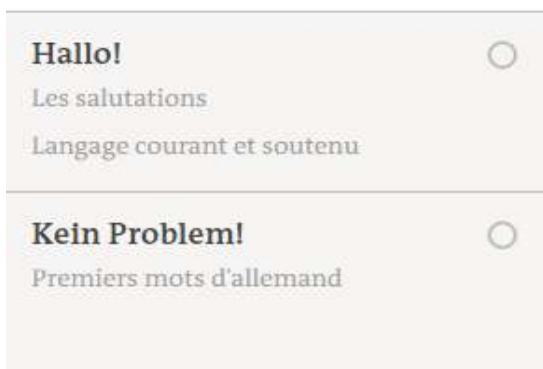 Hallo!
Les salutations
Langage courant et soutenu
Kein Problem!
Premiers mots d'allemand